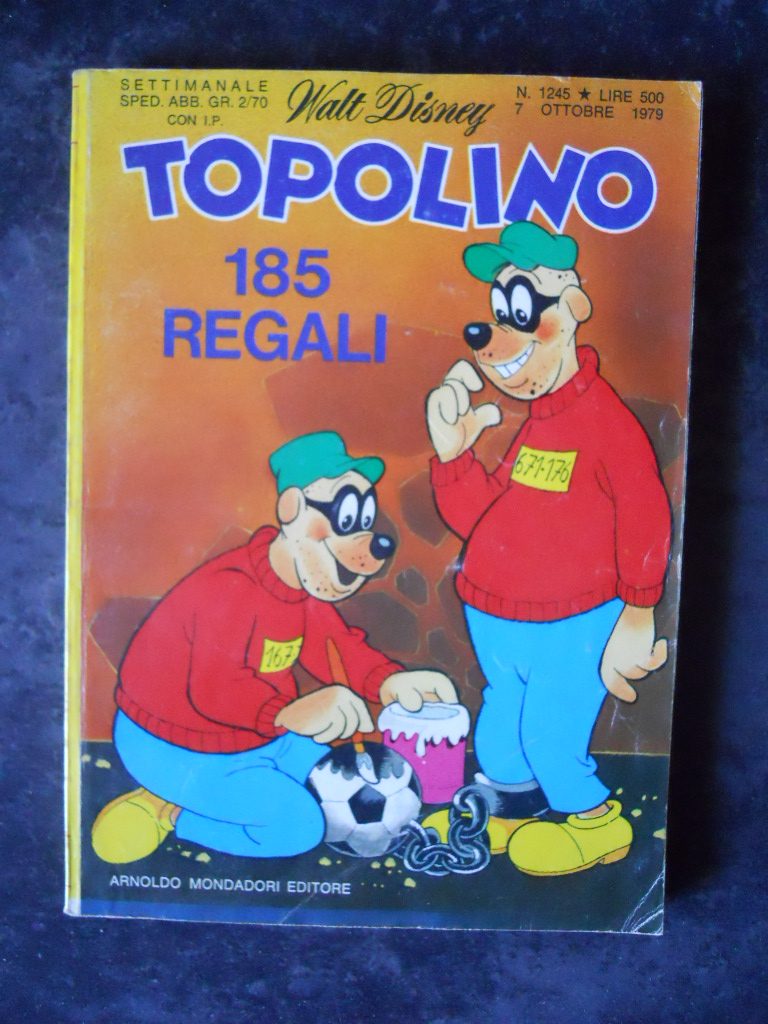 SETTIMANALE
SPED. ABB. GR. 2/70
CON I.P.
Walt Disney
N. 1245 ★ LIRE 500
7 OTTOBRE 1979
TOPOLINO
185
REGALI
671-176
1671
ARNOLDO MONDADORI EDITORE